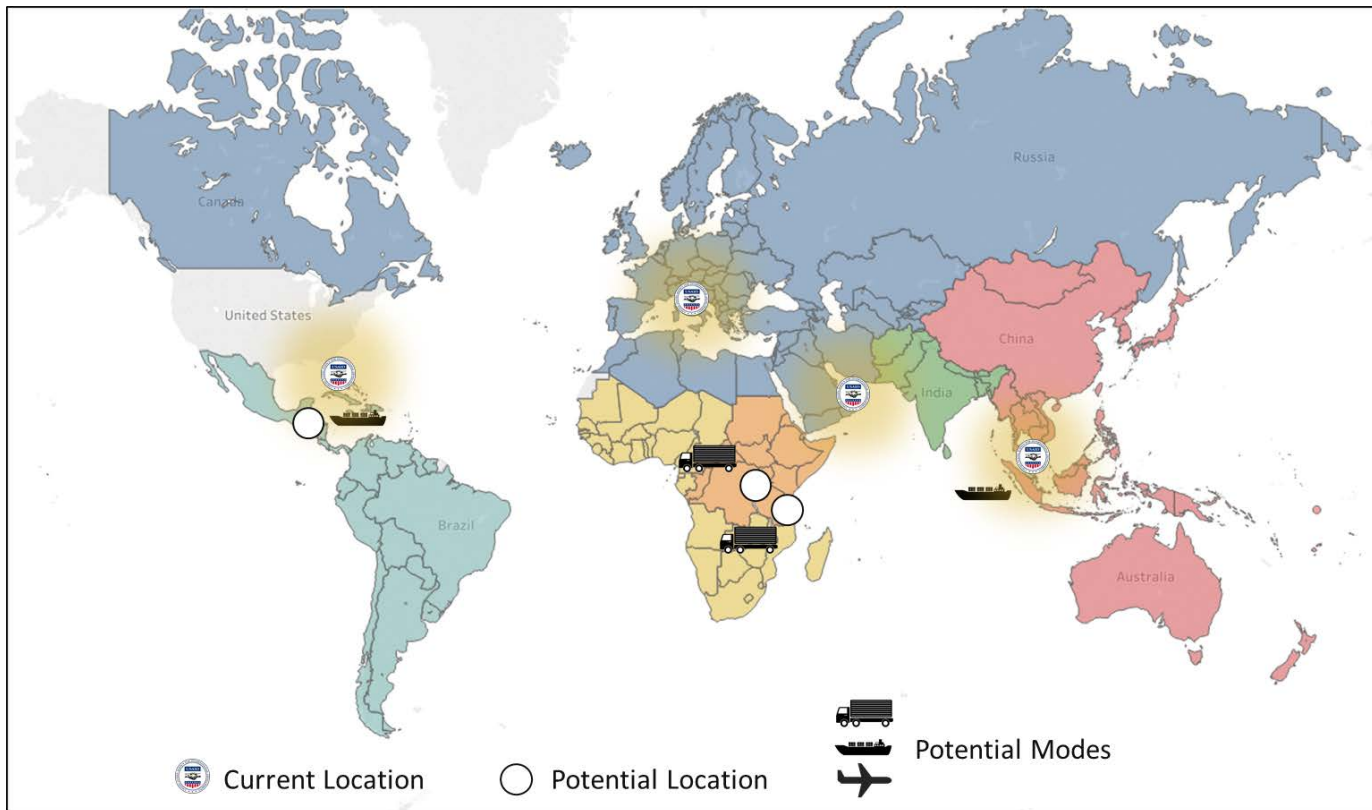 Canada
Russia
United States
China
India
Brazil
Australia
Potential Modes
Current Location
Potential Location